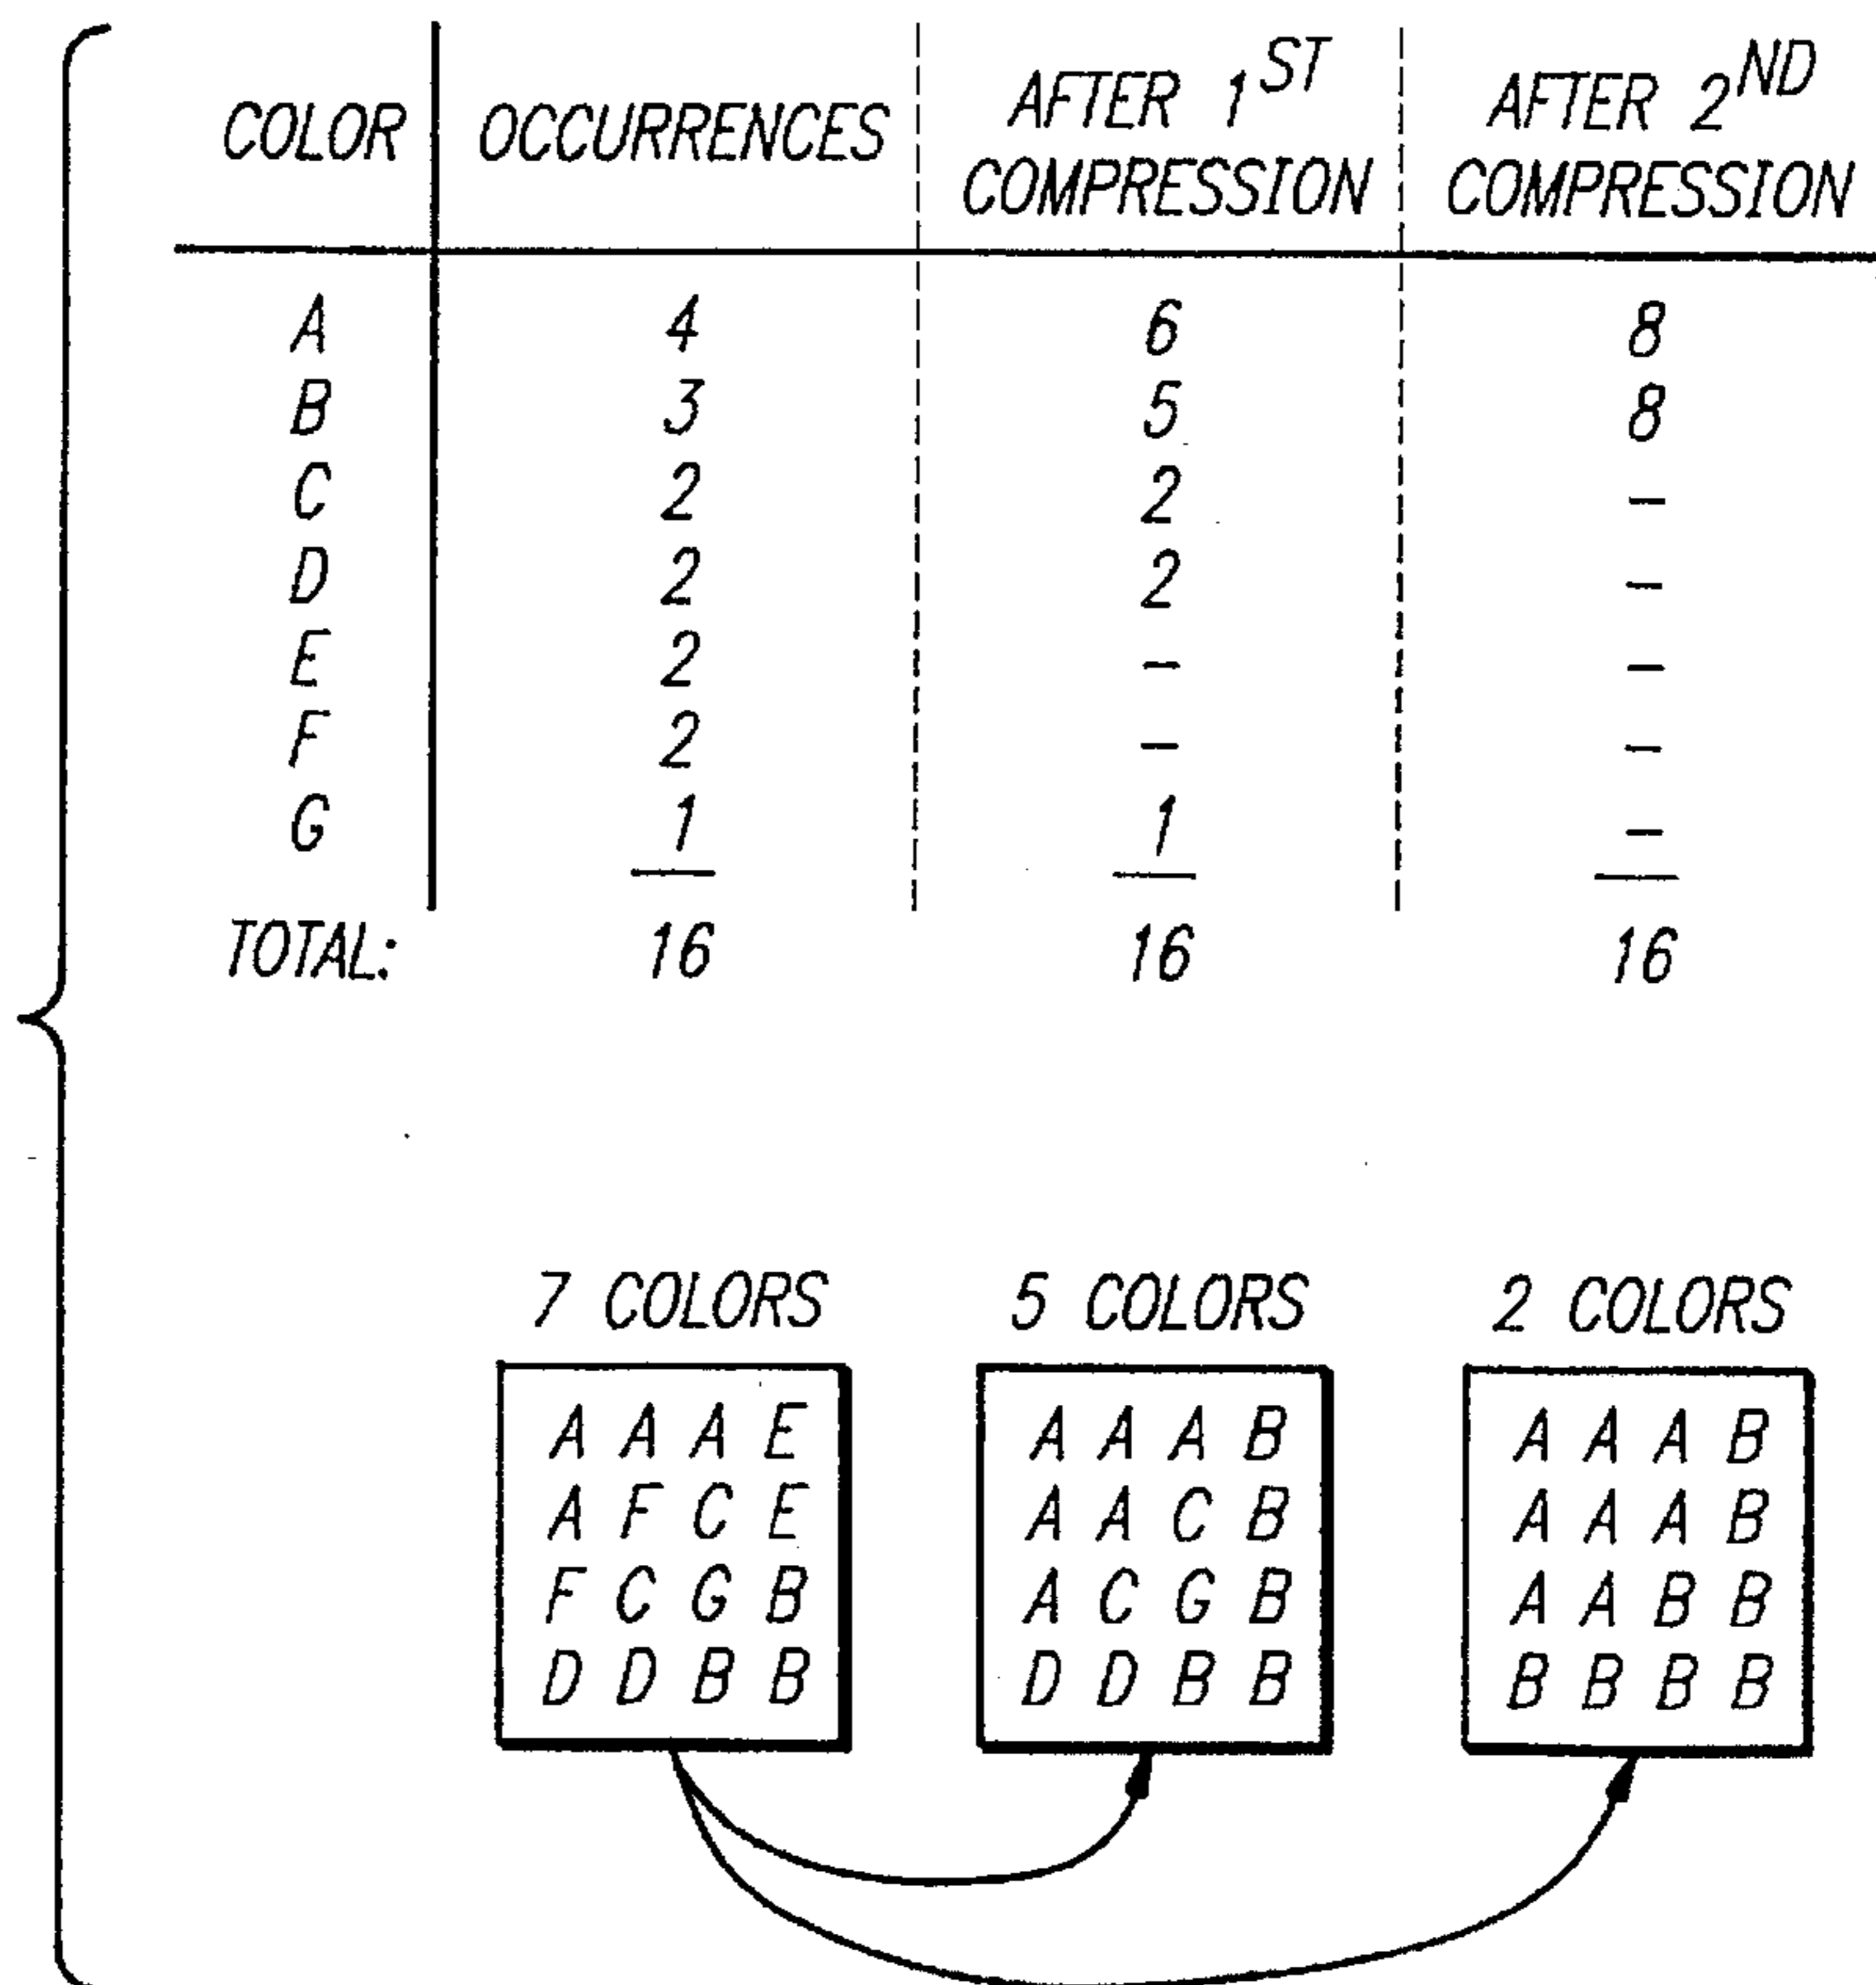 COLOR OCCURRENCES AFTER 1ST COMPRESSION AFTER 2ND COMPRESSION
A 4 6 8
B 3 5 8
C 2 2 -
D 2 2 -
E 2 - -
F 2 - -
G 1 1 -
TOTAL: 16 16 16
7 COLORS 5 COLORS 2 COLORS
A A A E A A A B A A A B
A F C E A A C B A A A B
F C G B A C G B A A B B
D D B B D D B B B B B B